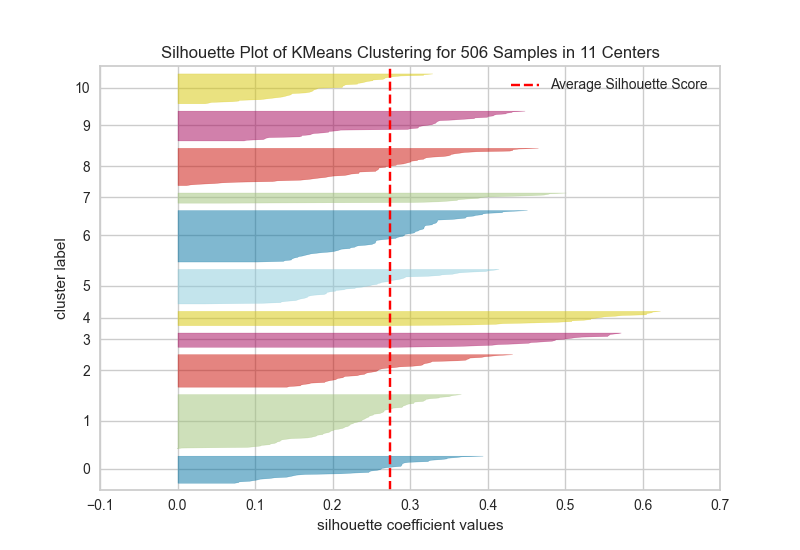 Silhouette Plot of KMeans Clustering for 506 Samples in 11 Centers
Average Silhouette Score
10
9
8
7
6
5
4
3
2
1
0
cluster label
−0.1 0.0 0.1 0.2 0.3 0.4 0.5 0.6 0.7
silhouette coefficient values